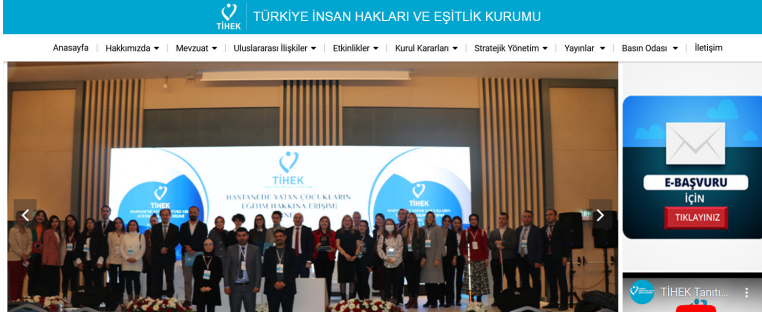 TİHEK
TÜRKİYE İNSAN HAKLARI VE EŞİTLİK KURUMU
Anasayfa
Hakkımızda
Mevzuat
Uluslararası İlişkiler
Etkinlikler
Kurul Kararları
Stratejik Yönetim
Yayınlar
Basın Odası
İletişim
TİHEK
HASTANEDE YATAN ÇOCUKLARIN
EĞİTİM HAKKINA ERİŞİMİ
TİHEK
TİHEK
E-BAŞVURU
İÇİN
TIKLAYINIZ
TİHEK Tanıtı...